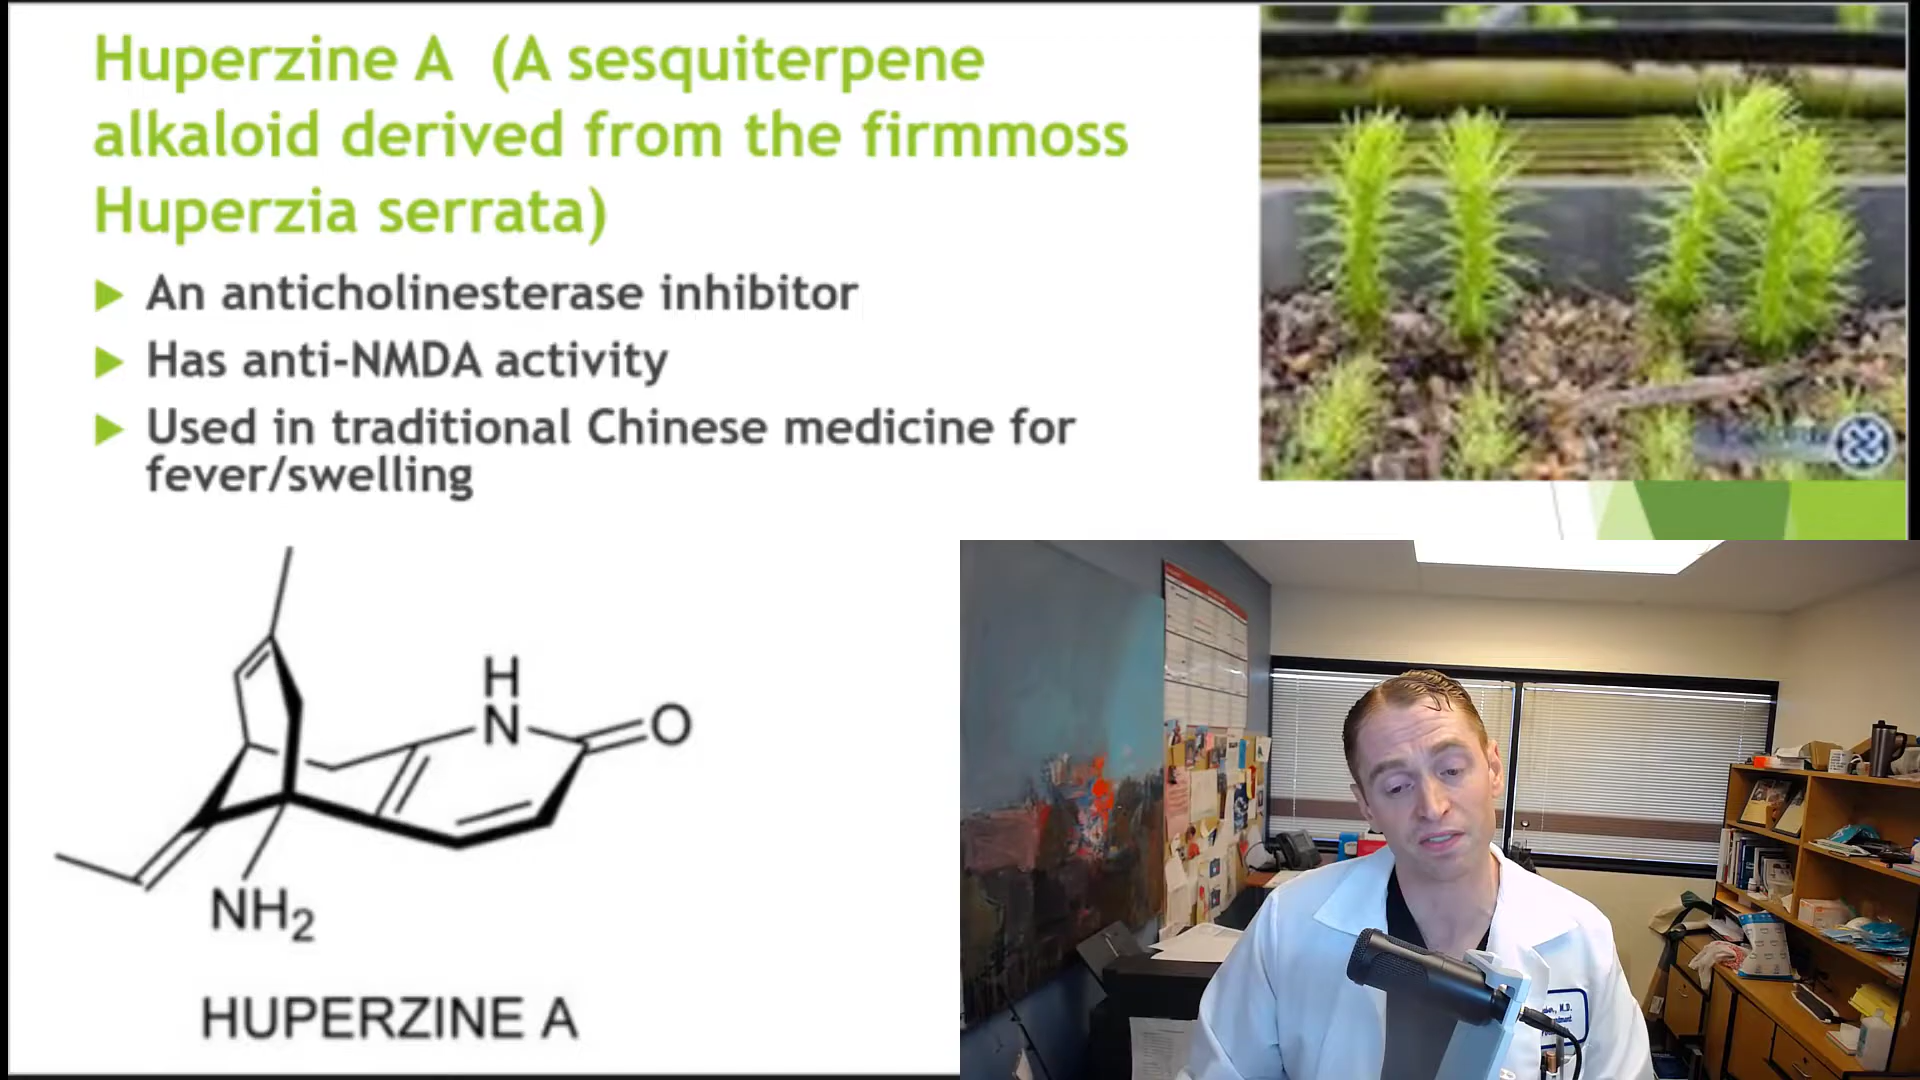 Huperzine A (A sesquiterpene
alkaloid derived from the firmmoss
Huperzia serrata)
An anticholinesterase inhibitor
Has anti-NMDA activity
Used in traditional Chinese medicine for
fever/swelling
H
N
O
NH2
HUPERZINE A
M.D.